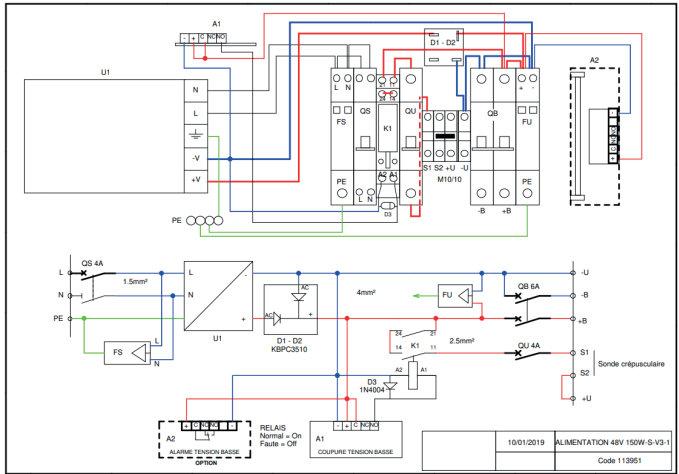 A1
- + C NC NO
D1 - D2
A2
U1
N
L
-V
+V
PE
L N
FS
QS
21 11
24 14
K1
QU
QB
+ -
FU
PE
L N
A2 A1
D3
S1 S2 +U -U
M10/10
-B
+B
PE
-
NO
NC
C
+
QS 4A
L
N
PE
1.5mm²
L
N
-
+
U1
FS
L
N
AC
AC
-
+
D1 - D2
KBPC3510
4mm²
FU
QB 6A
-U
-B
+B
24
21
14
11
K1
2.5mm²
QU 4A
S1
S2
Sonde crépusculaire
+U
A2
A1
D3
1N4004
+ C NC NO -
A2
ALARME TENSION BASSE
OPTION
RELAIS
Normal = On
Faute = Off
- + C NC NO
A1
COUPURE TENSION BASSE
10/01/2019
ALIMENTATION 48V 150W-S-V3-1
Code 113951